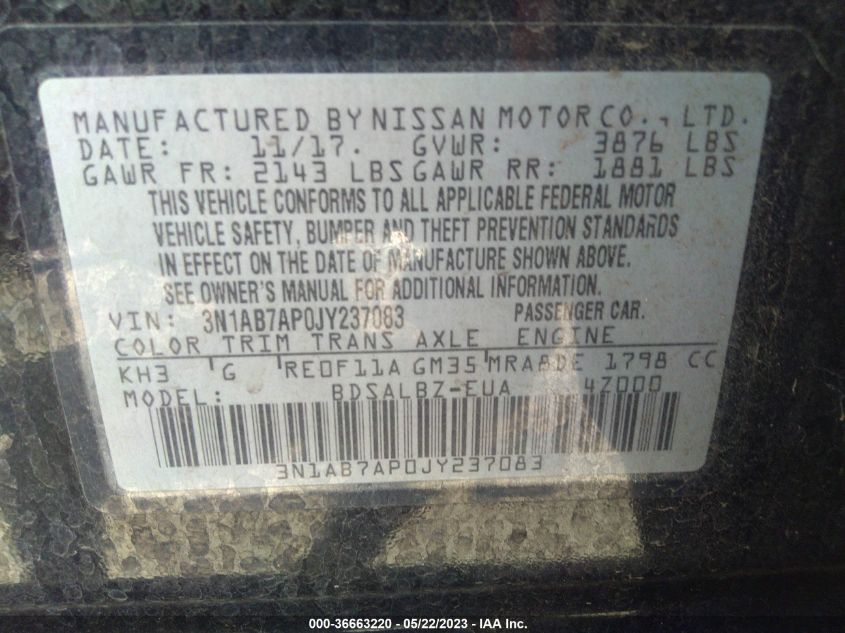 MANUFACTURED BY NISSAN MOTOR CO., LTD.
DATE: 11/17. GVWR: 3876 LBS
GAWR FR: 2143 LBS GAWR RR: 1881 LBS
THIS VEHICLE CONFORMS TO ALL APPLICABLE FEDERAL MOTOR
VEHICLE SAFETY, BUMPER AND THEFT PREVENTION STANDARDS
IN EFFECT ON THE DATE OF MANUFACTURE SHOWN ABOVE.
SEE OWNER'S MANUAL FOR ADDITIONAL INFORMATION.
VIN: 3N1AB7AP0JY237083 PASSENGER CAR.
COLOR TRIM TRANS AXLE ENGINE
KH3 G RE0F11A GM35 MRA8DE 1798 CC
MODEL: BDSALBZ-EUA 4Z000
3N1AB7AP0JY237083
000-36663220 - 05/22/2023 - IAA Inc.